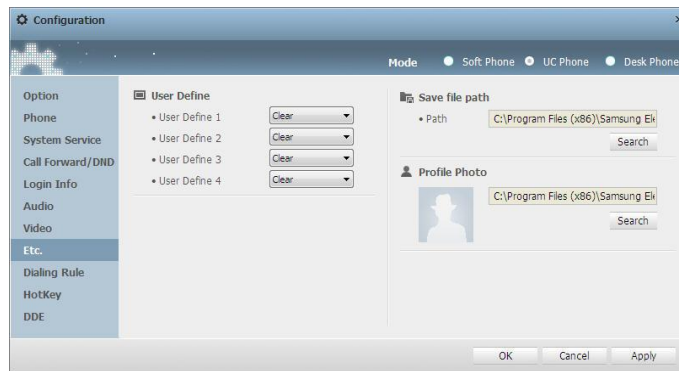 Configuration
Mode Soft Phone UC Phone Desk Phone
Option
Phone
System Service
Call Forward/DND
Login Info
Audio
Video
Etc.
Dialing Rule
HotKey
DDE
User Define
• User Define 1 Clear
• User Define 2 Clear
• User Define 3 Clear
• User Define 4 Clear
Save file path
• Path C:\Program Files (x86)\Samsung Ele
Search
Profile Photo
C:\Program Files (x86)\Samsung Ele
Search
OK Cancel Apply